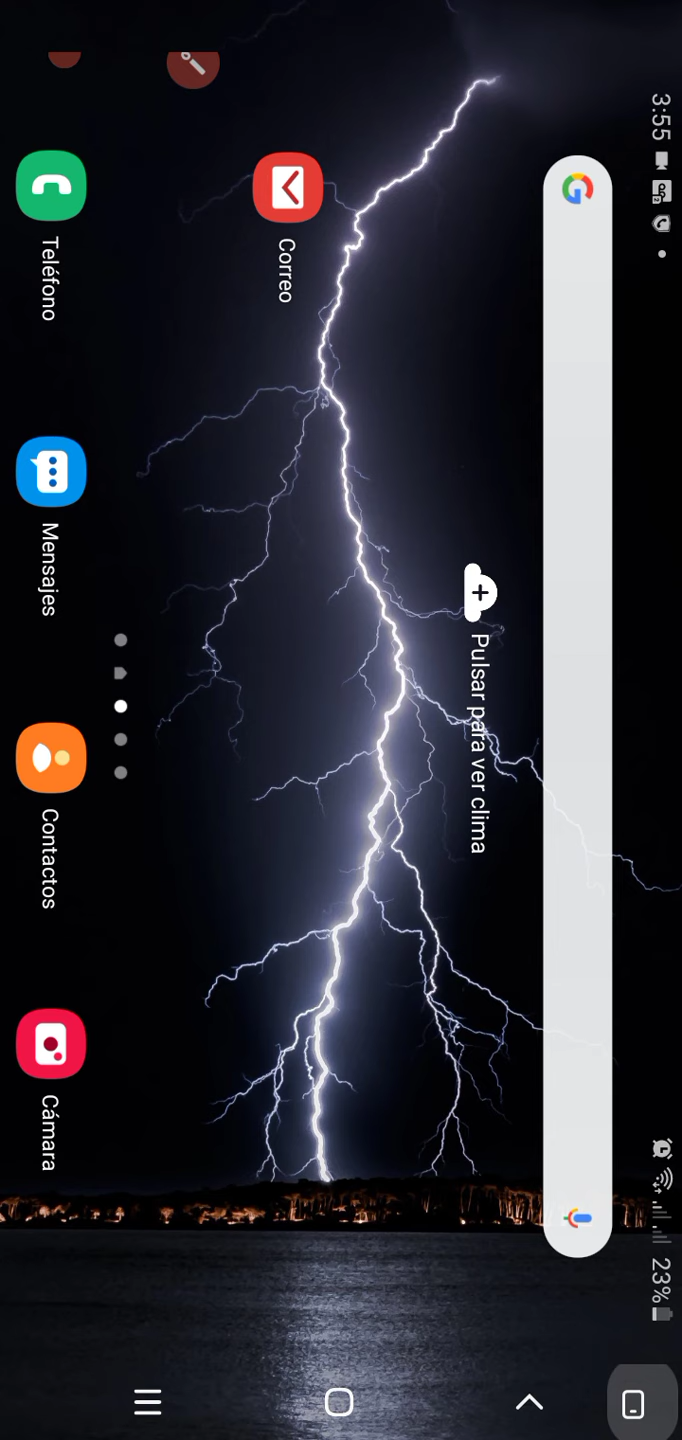 3:55
23%
Pulsar para ver clima
Correo
Teléfono
Mensajes
Contactos
Cámara